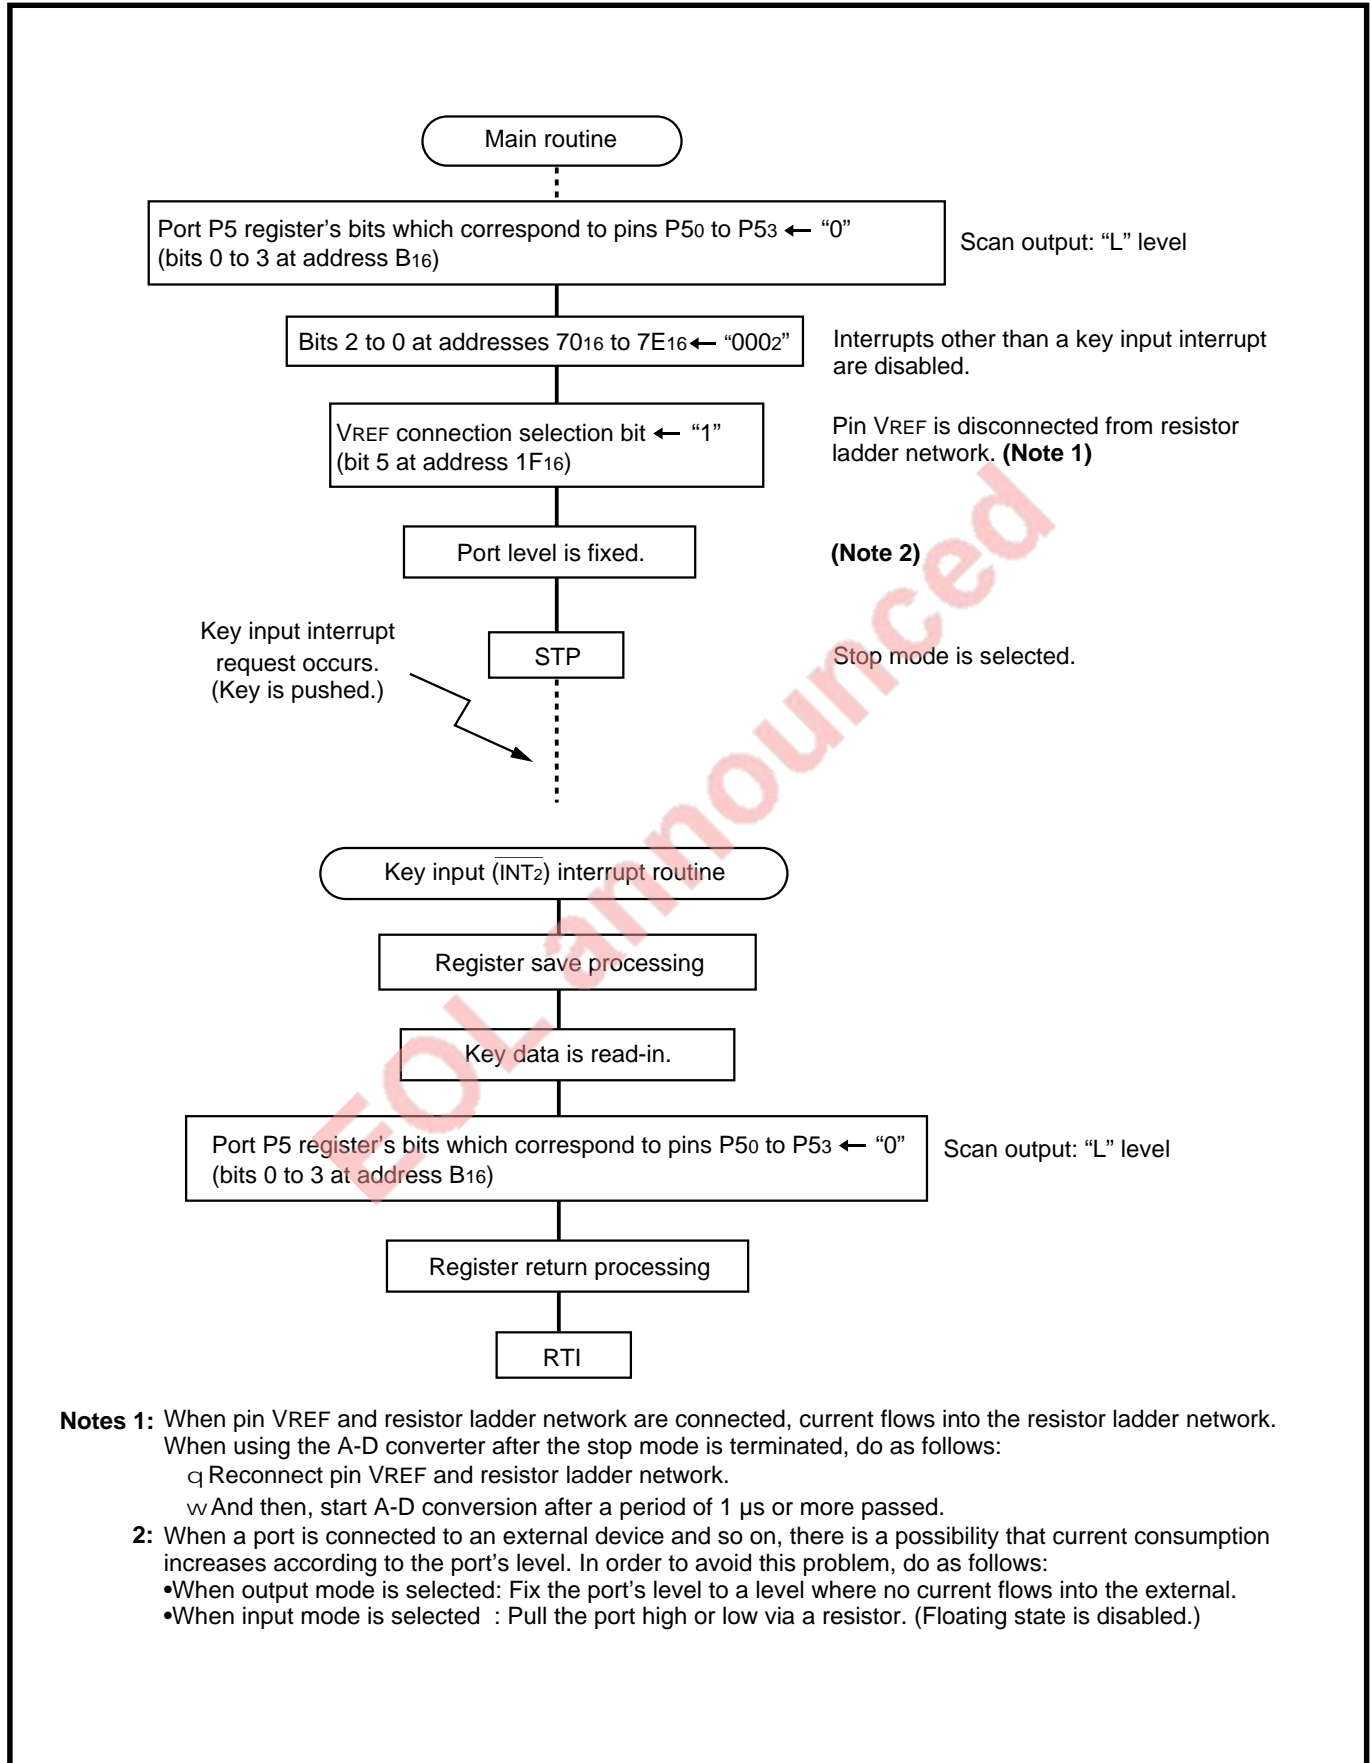 Main routine
Port P5 register’s bits which correspond to pins P50 to P53 ← “0”
(bits 0 to 3 at address B16)
Scan output: “L” level
Bits 2 to 0 at addresses 7016 to 7E16 ← “0002”
Interrupts other than a key input interrupt
are disabled.
VREF connection selection bit ← “1”
(bit 5 at address 1F16)
Pin VREF is disconnected from resistor
ladder network. (Note 1)
Port level is fixed.
(Note 2)
Key input interrupt
request occurs.
(Key is pushed.)
STP
Stop mode is selected.
Key input (INT2) interrupt routine
Register save processing
Key data is read-in.
Port P5 register’s bits which correspond to pins P50 to P53 ← “0”
(bits 0 to 3 at address B16)
Scan output: “L” level
Register return processing
RTI
EOL announced
Notes 1: When pin VREF and resistor ladder network are connected, current flows into the resistor ladder network.
When using the A-D converter after the stop mode is terminated, do as follows:
q Reconnect pin VREF and resistor ladder network.
w And then, start A-D conversion after a period of 1 µs or more passed.
2: When a port is connected to an external device and so on, there is a possibility that current consumption
increases according to the port’s level. In order to avoid this problem, do as follows:
•When output mode is selected: Fix the port’s level to a level where no current flows into the external.
•When input mode is selected : Pull the port high or low via a resistor. (Floating state is disabled.)